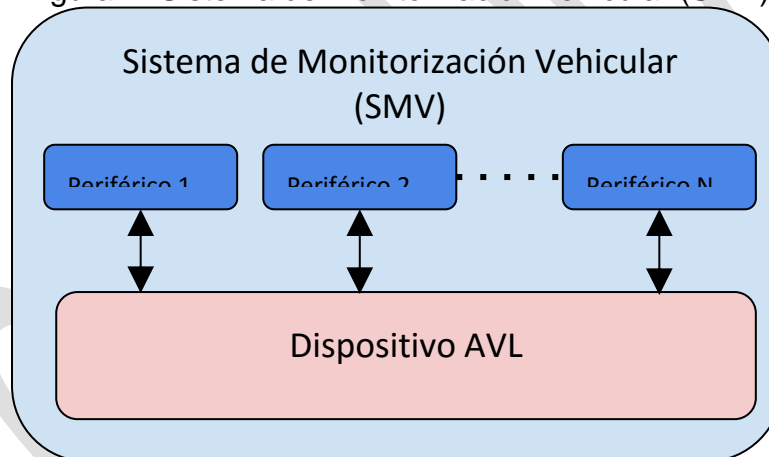 Sistema de Monitorización Vehicular
(SMV)
Periférico 1
Periférico 2
. . . . .
Periférico N
Dispositivo AVL